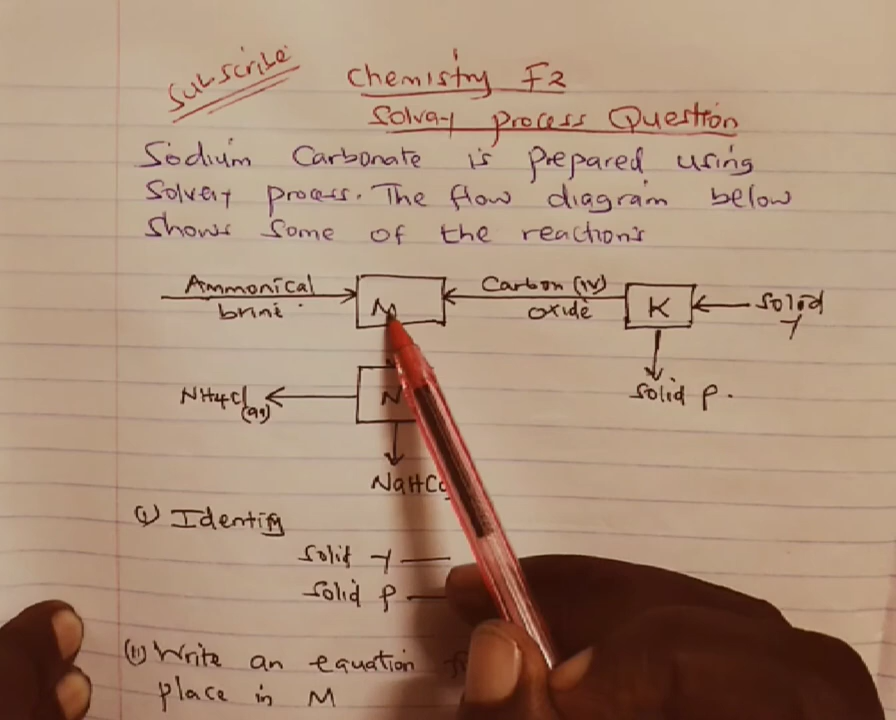 Subscribe
Chemistry F2
Solvay process Question
Sodium Carbonate is prepared using
Solvay process. The flow diagram below
shows some of the reactions
Ammonical
brine
M
Carbon (iv)
oxide
K
Solid
Y
NH4Cl(aq)
N
Solid P.
NaHCO
(i) Identify
Solid Y
Solid P
(ii) Write an equation
place in M